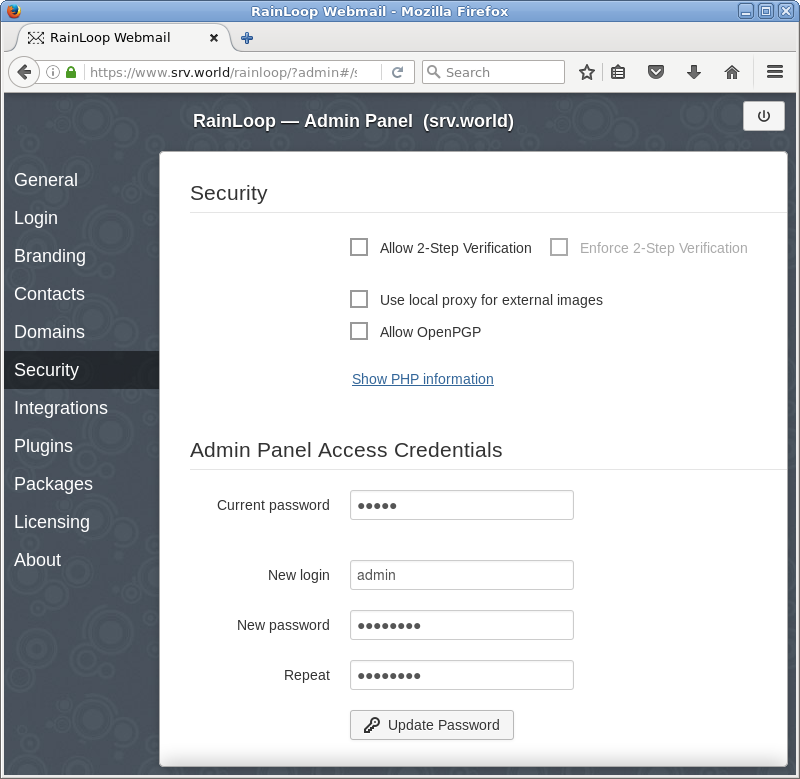 RainLoop Webmail - Mozilla Firefox
RainLoop Webmail
https://www.srv.world/rainloop/?admin#/s
Search
RainLoop — Admin Panel (srv.world)
General
Login
Branding
Contacts
Domains
Security
Integrations
Plugins
Packages
Licensing
About
Security
Allow 2-Step Verification Enforce 2-Step Verification
Use local proxy for external images
Allow OpenPGP
Show PHP information
Admin Panel Access Credentials
Current password ●●●●●
New login admin
New password ●●●●●●●●
Repeat ●●●●●●●●
Update Password